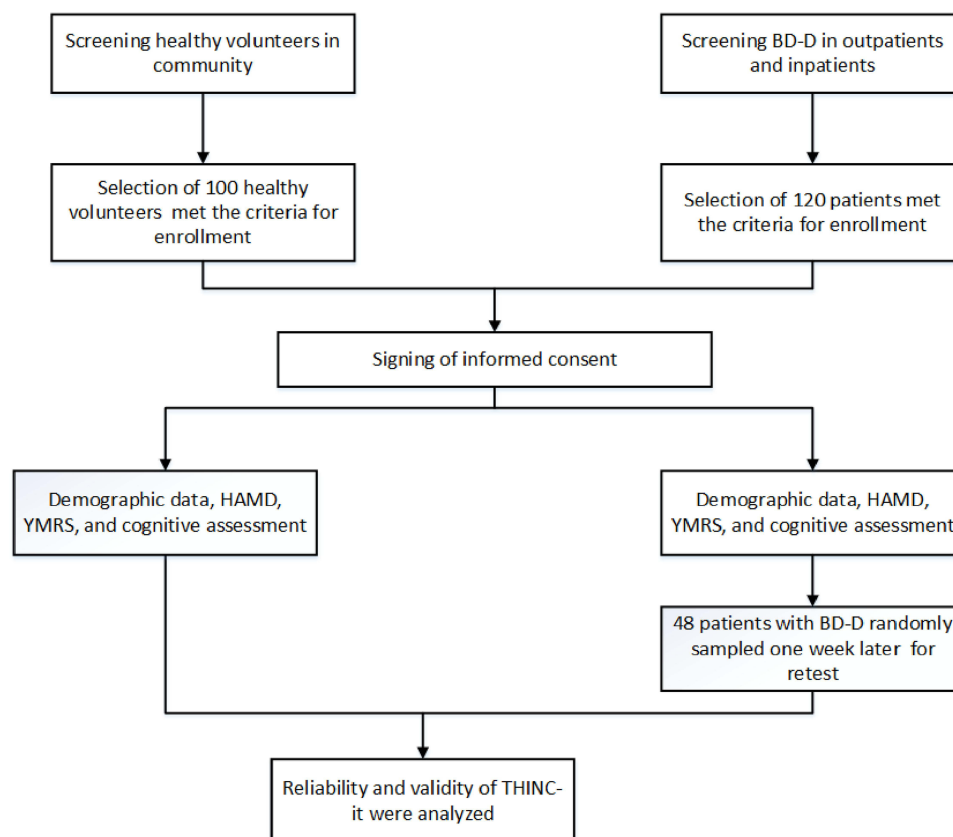 Screening healthy volunteers in
community
Screening BD-D in outpatients
and inpatients
Selection of 100 healthy
volunteers met the criteria for
enrollment
Selection of 120 patients met
the criteria for enrollment
Signing of informed consent
Demographic data, HAMD,
YMRS, and cognitive assessment
Demographic data, HAMD,
YMRS, and cognitive assessment
48 patients with BD-D randomly
sampled one week later for
retest
Reliability and validity of THINC-
it were analyzed